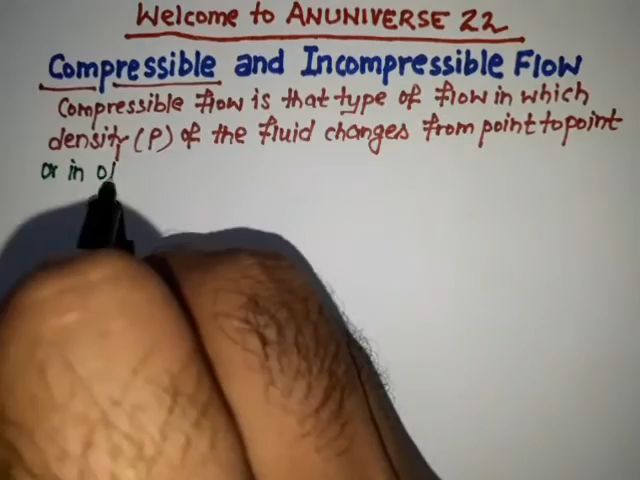 Welcome to ANUNIVERSE 22
Compressible and Incompressible Flow
Compressible flow is that type of flow in which
density (ρ) of the fluid changes from point to point
or in